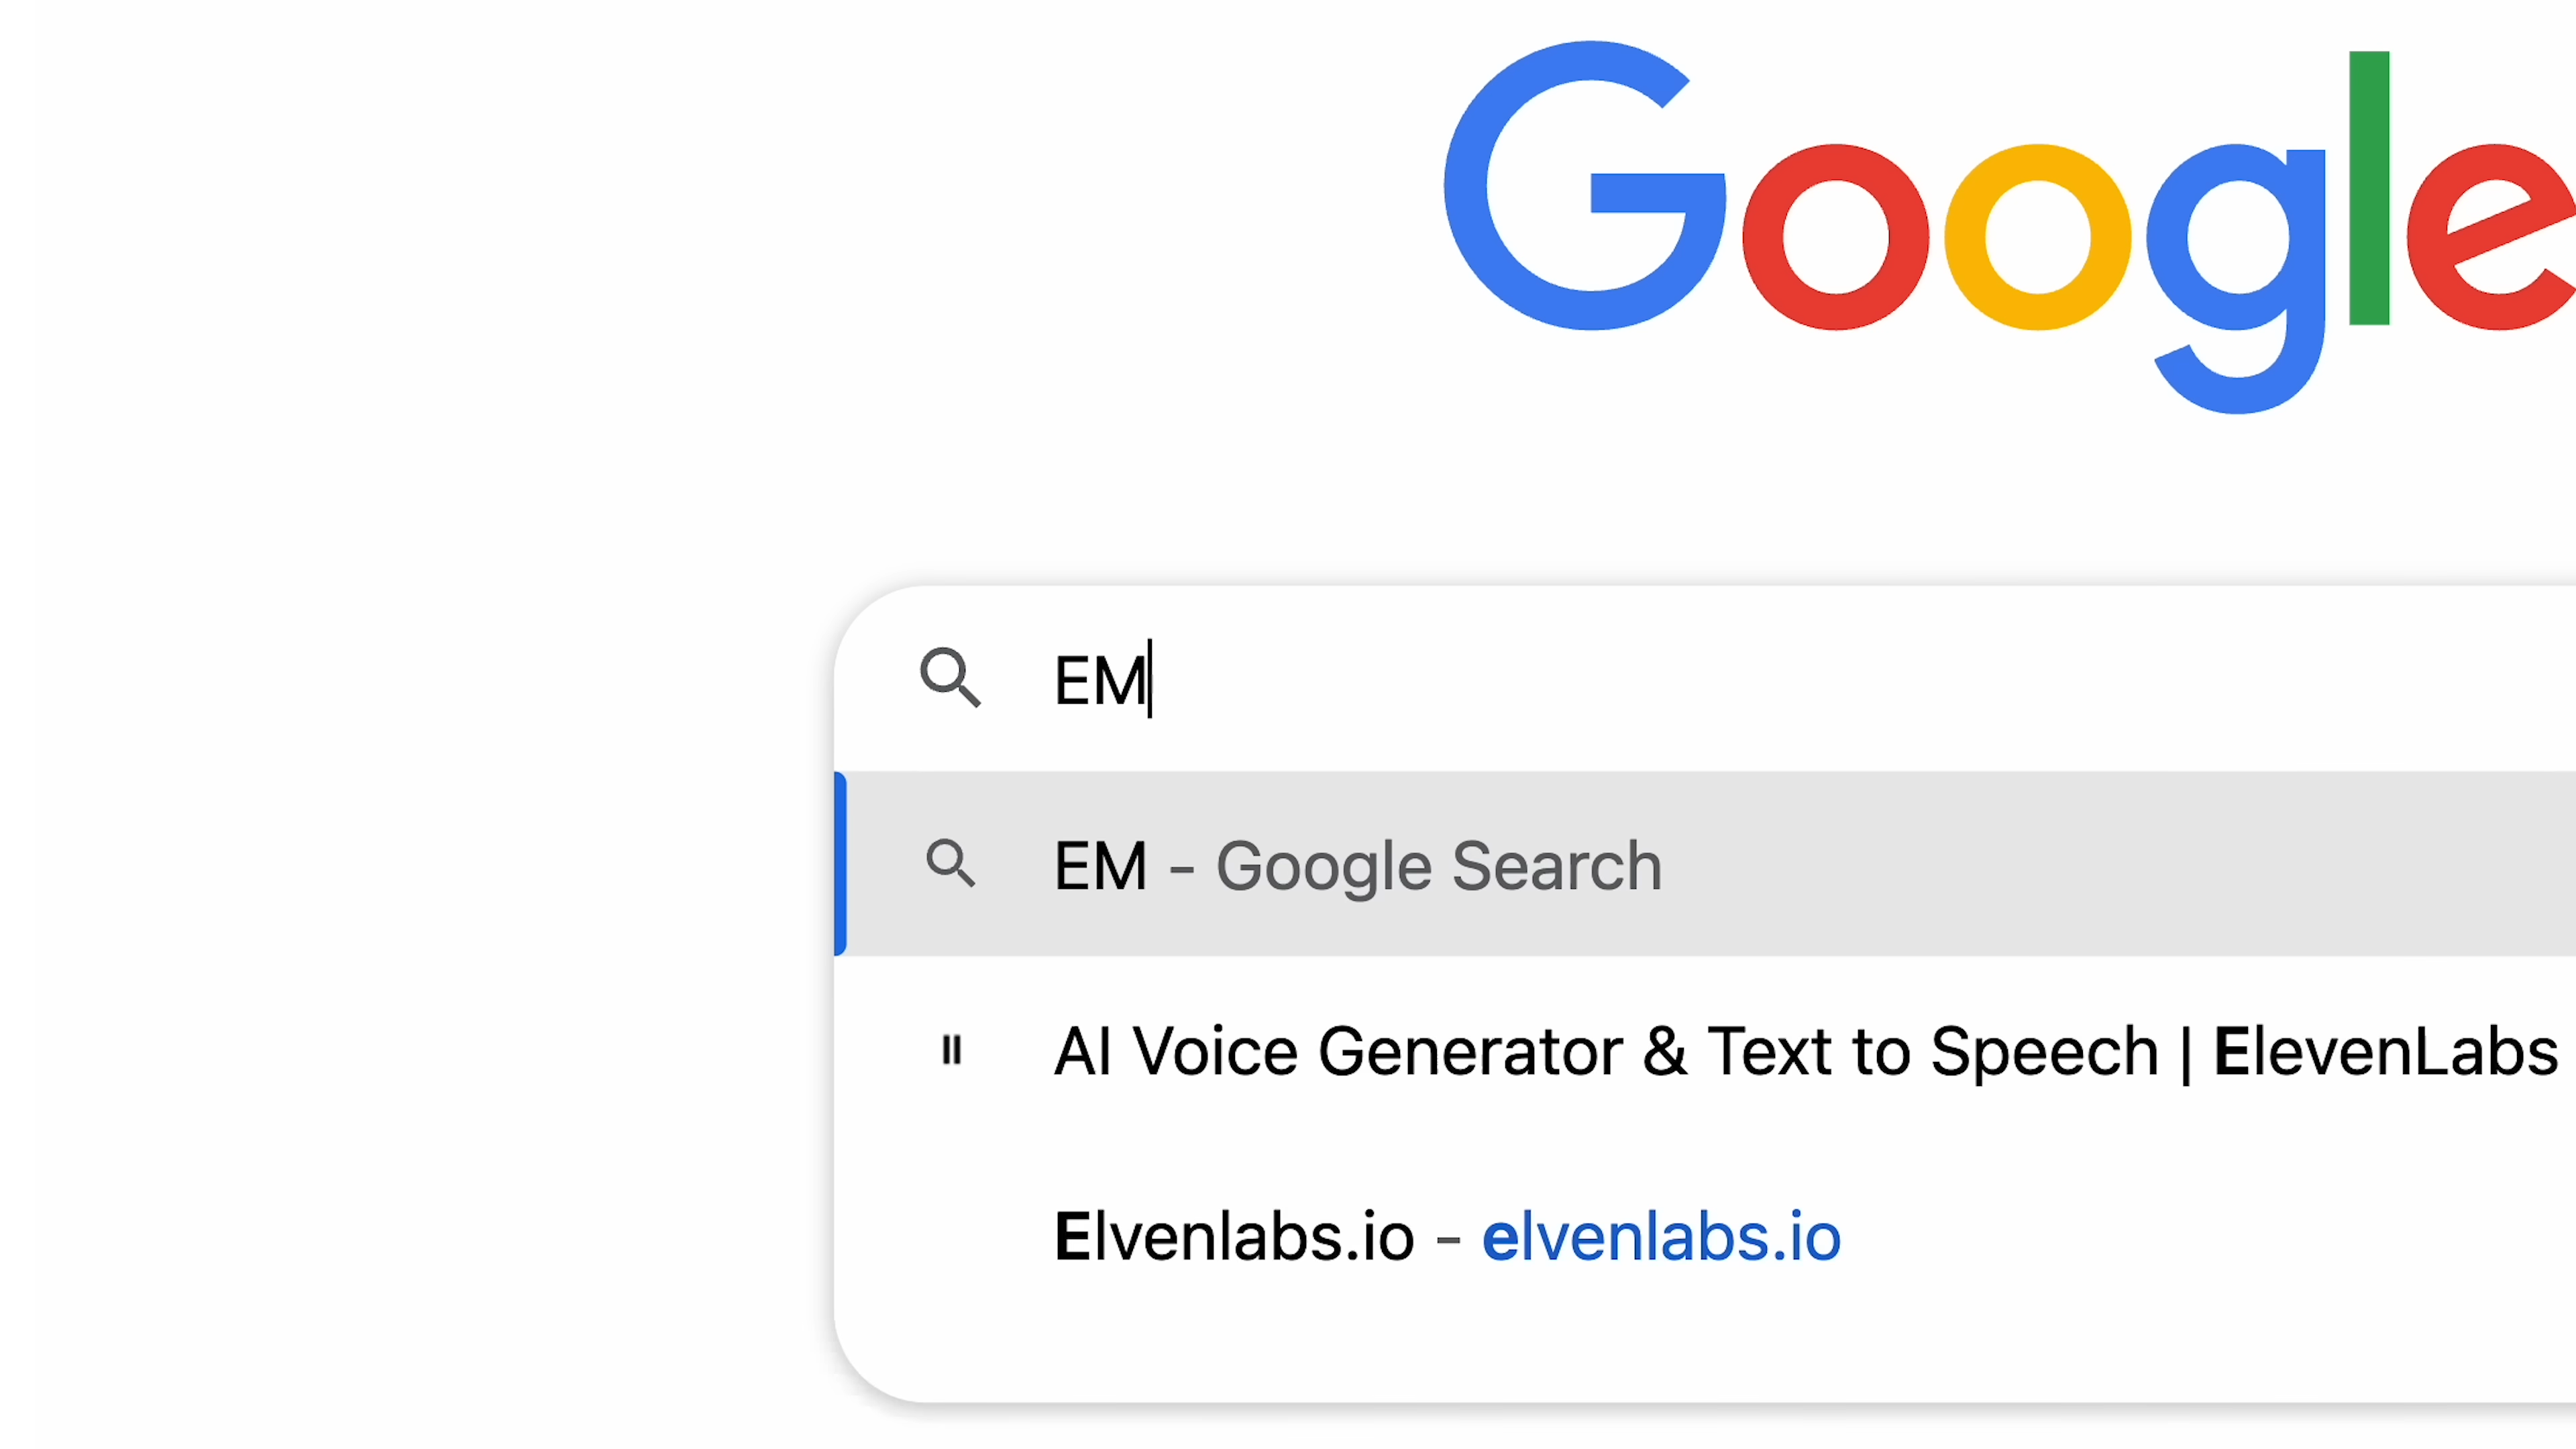 Google
EM
EM - Google Search
AI Voice Generator & Text to Speech | ElevenLabs
Elvenlabs.io - elvenlabs.io